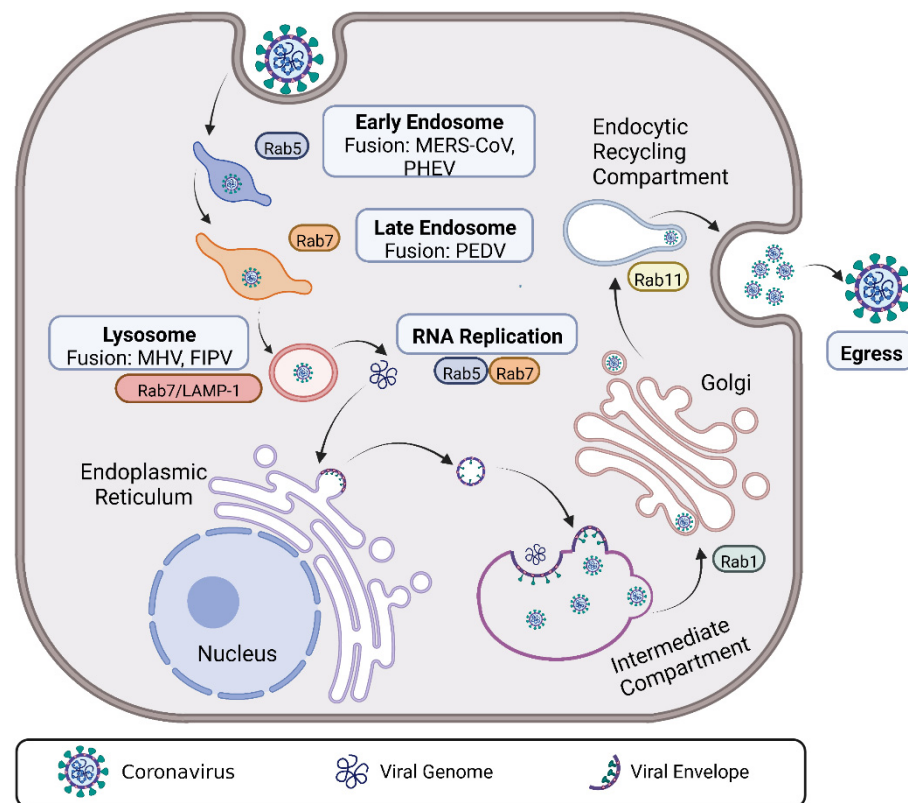 Rab5
Early Endosome
Fusion: MERS-CoV,
PHEV
Rab7
Late Endosome
Fusion: PEDV
Lysosome
Fusion: MHV, FIPV
Rab7/LAMP-1
RNA Replication
Rab5
Rab7
Endocytic
Recycling
Compartment
Rab11
Egress
Golgi
Endoplasmic
Reticulum
Rab1
Nucleus
Intermediate
Compartment
Coronavirus
Viral Genome
Viral Envelope